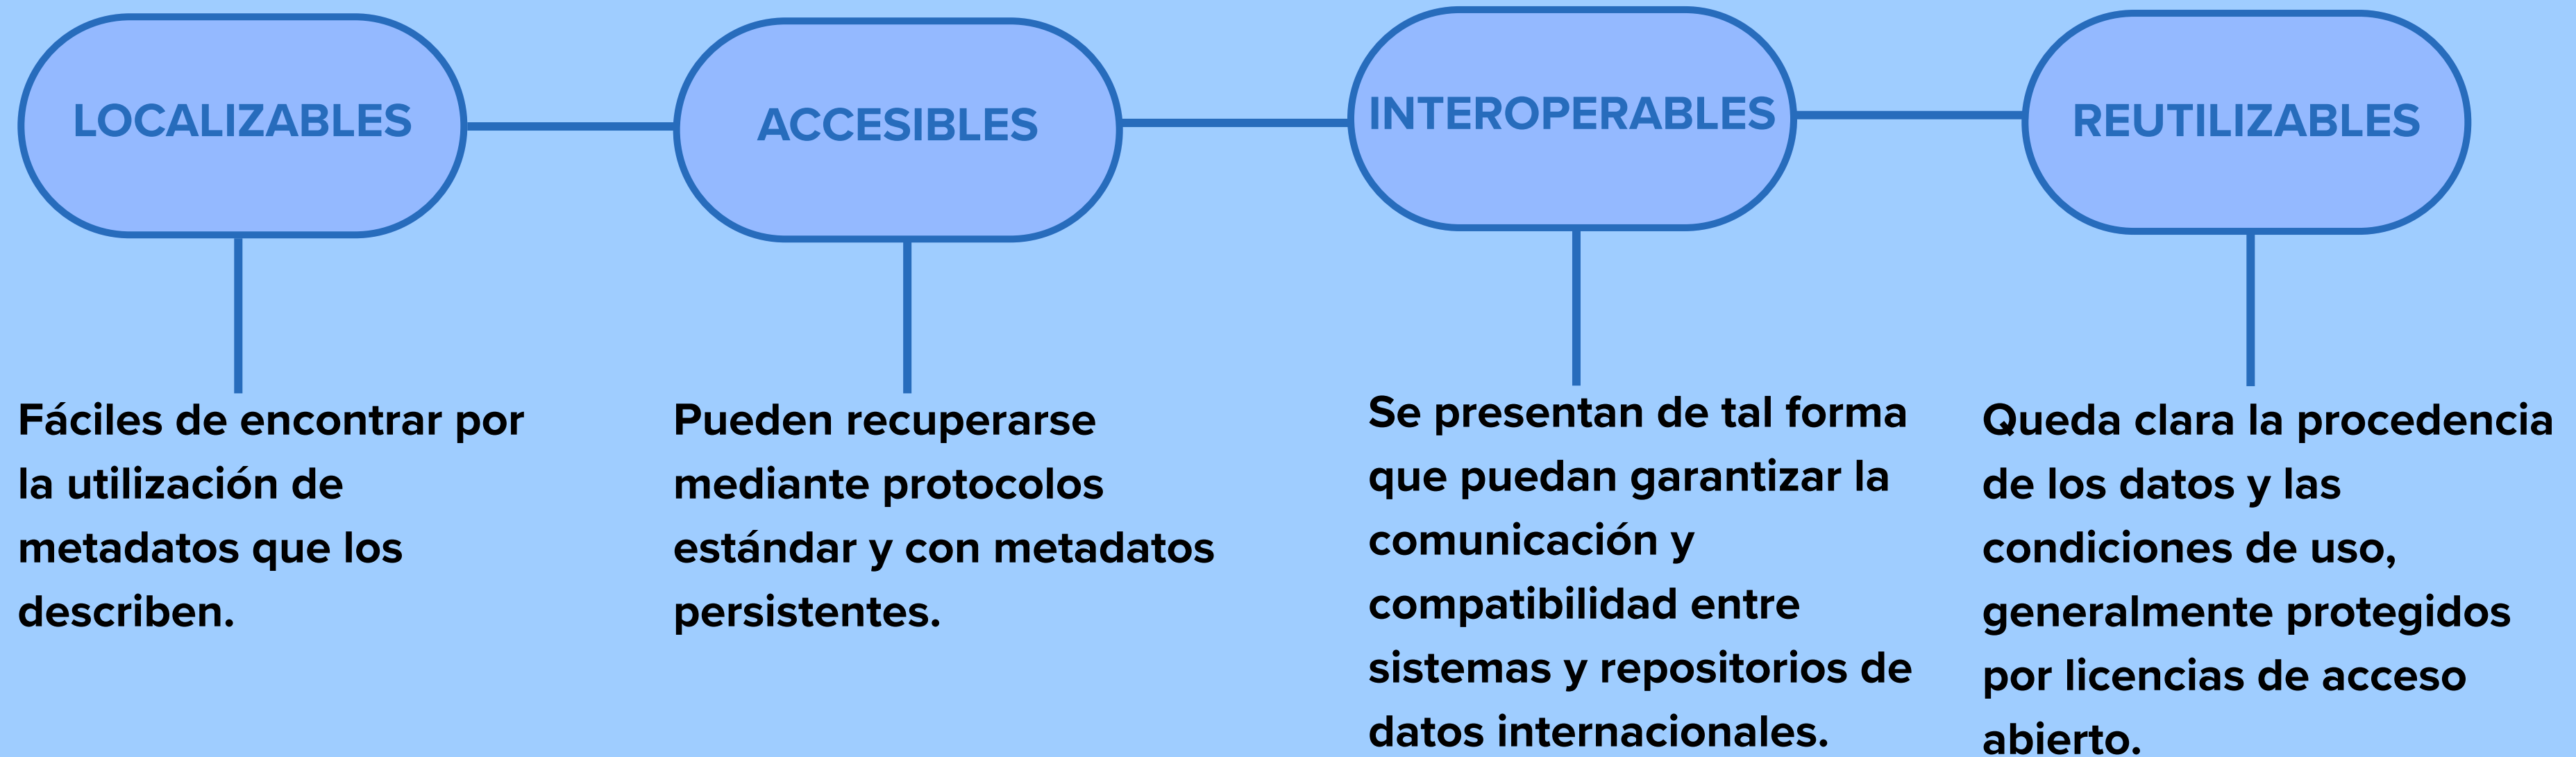 LOCALIZABLES
ACCESIBLES
INTEROPERABLES
REUTILIZABLES
Fáciles de encontrar por
la utilización de
metadatos que los
describen.
Pueden recuperarse
mediante protocolos
estándar y con metadatos
persistentes.
Se presentan de tal forma
que puedan garantizar la
comunicación y
compatibilidad entre
sistemas y repositorios de
datos internacionales.
Queda clara la procedencia
de los datos y las
condiciones de uso,
generalmente protegidos
por licencias de acceso
abierto.